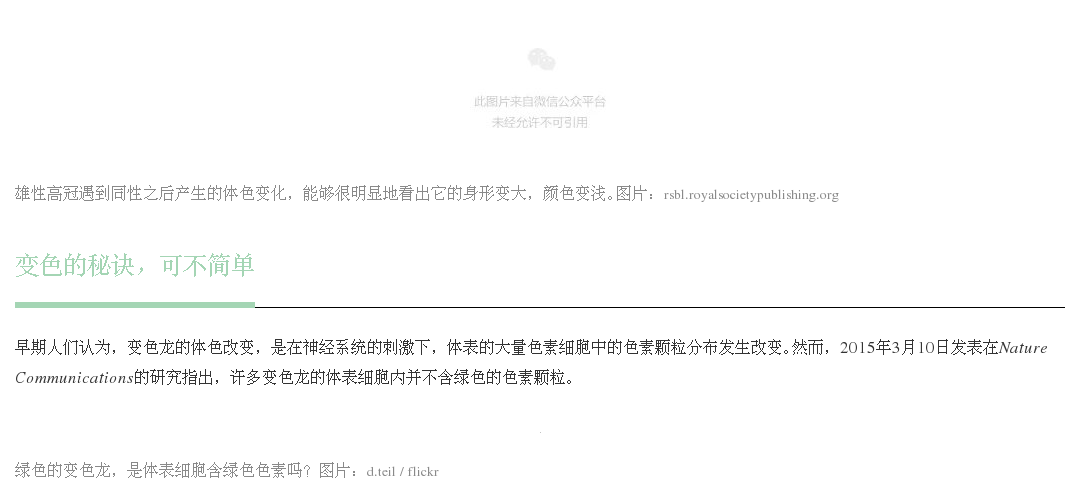 此图片来自微信公众平台
未经允许不可引用
雄性高冠遇到同性之后产生的体色变化，能够很明显地看出它的身形变大，颜色变浅。图片：rsbl.royalsocietypublishing.org
变色的秘诀，可不简单
早期人们认为，变色龙的体色改变，是在神经系统的刺激下，体表的大量色素细胞中的色素颗粒分布发生改变。然而，2015年3月10日发表在Nature
Communications的研究指出，许多变色龙的体表细胞内并不含绿色的色素颗粒。
绿色的变色龙，是体表细胞含绿色色素吗？图片：d.teil / flickr